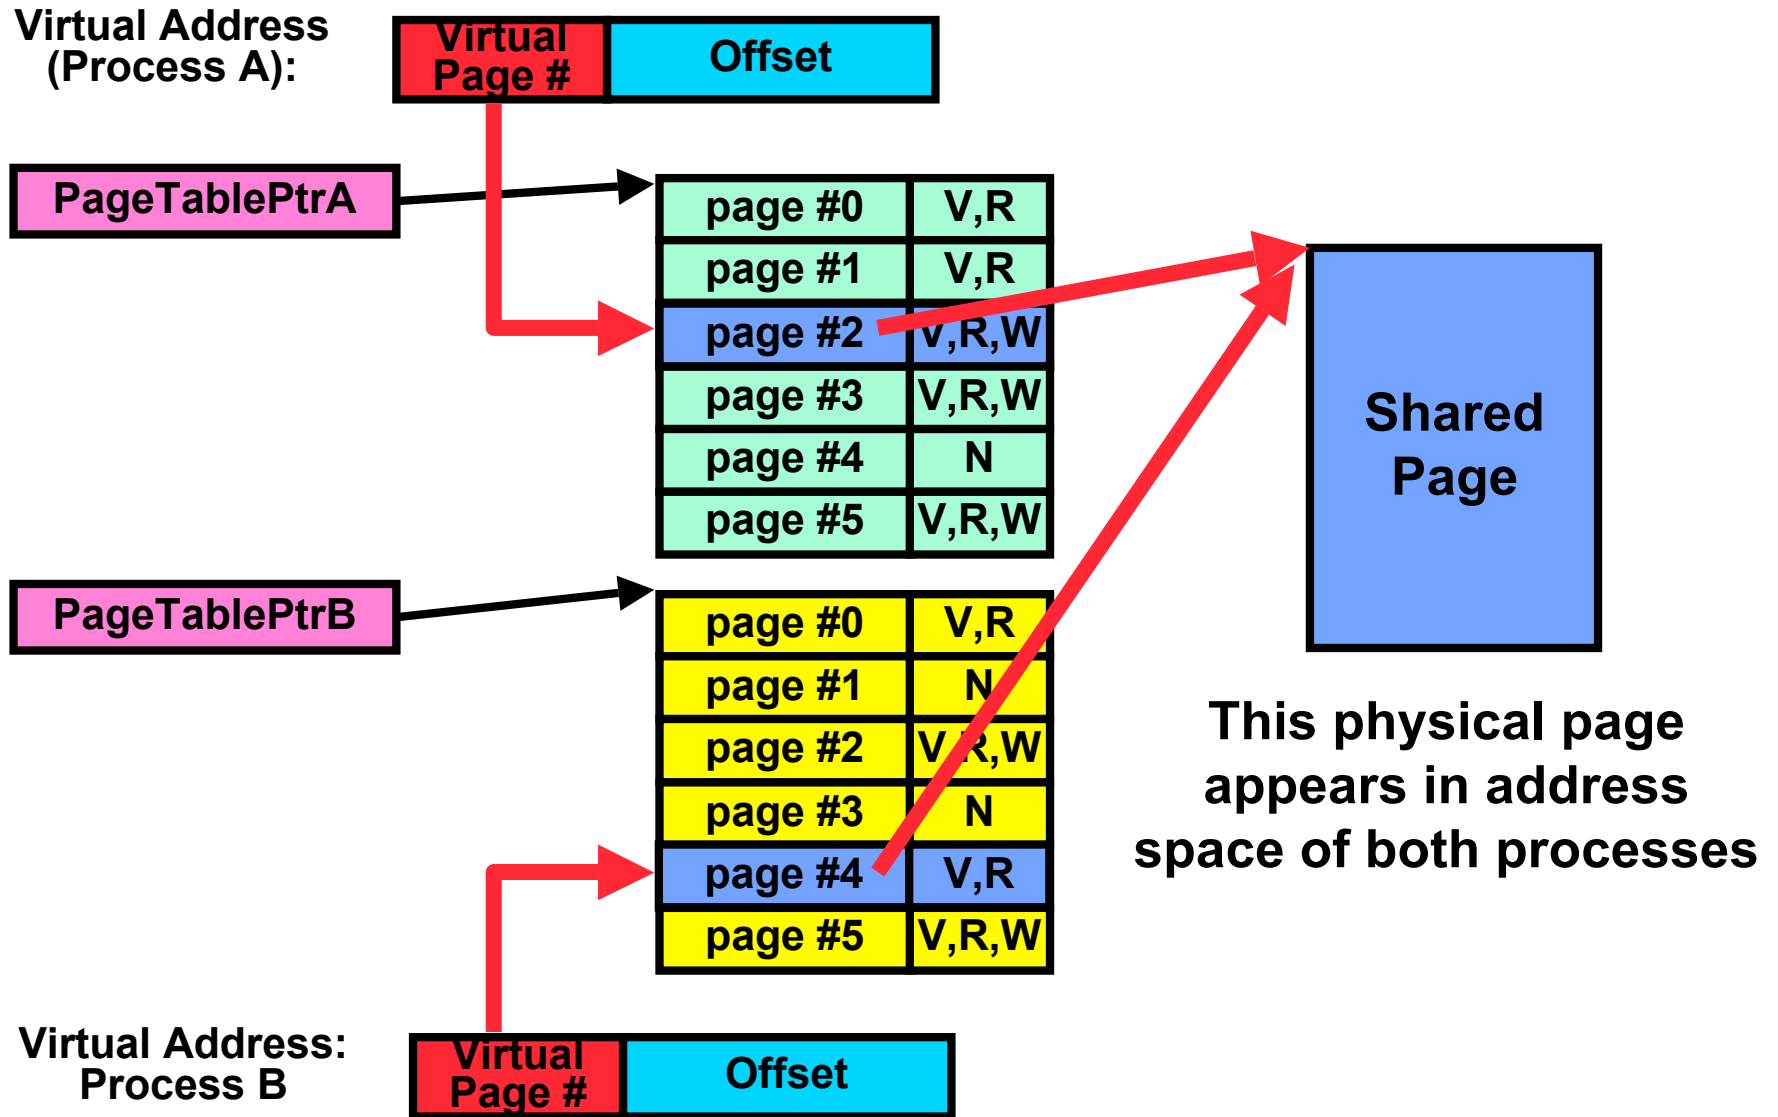 Virtual Address
(Process A):
Virtual
Page #
Offset
PageTablePtrA
page #0 V,R
page #1 V,R
page #2 V,R,W
page #3 V,R,W
page #4 N
page #5 V,R,W
Shared
Page
PageTablePtrB
page #0 V,R
page #1 N
page #2 V,R,W
page #3 N
page #4 V,R
page #5 V,R,W
This physical page
appears in address
space of both processes
Virtual Address:
Process B
Virtual
Page #
Offset